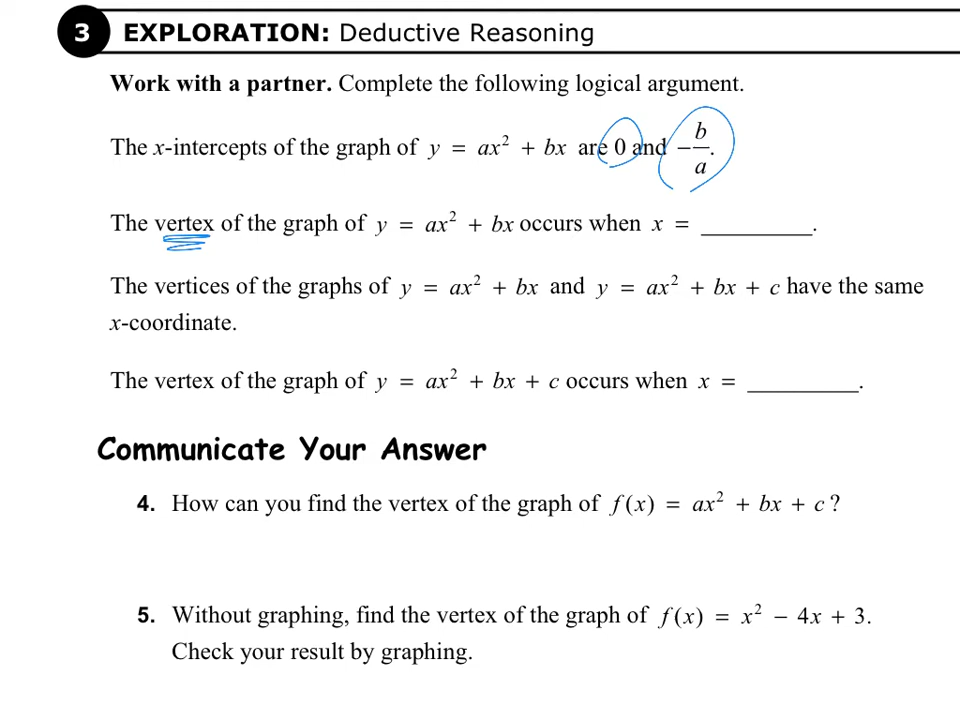 3 EXPLORATION: Deductive Reasoning
Work with a partner. Complete the following logical argument.
The x-intercepts of the graph of y = ax² + bx are 0 and −b/a.
The vertex of the graph of y = ax² + bx occurs when x = __________.
The vertices of the graphs of y = ax² + bx and y = ax² + bx + c have the same
x-coordinate.
The vertex of the graph of y = ax² + bx + c occurs when x = __________.
Communicate Your Answer
4. How can you find the vertex of the graph of f(x) = ax² + bx + c?
5. Without graphing, find the vertex of the graph of f(x) = x² − 4x + 3.
Check your result by graphing.